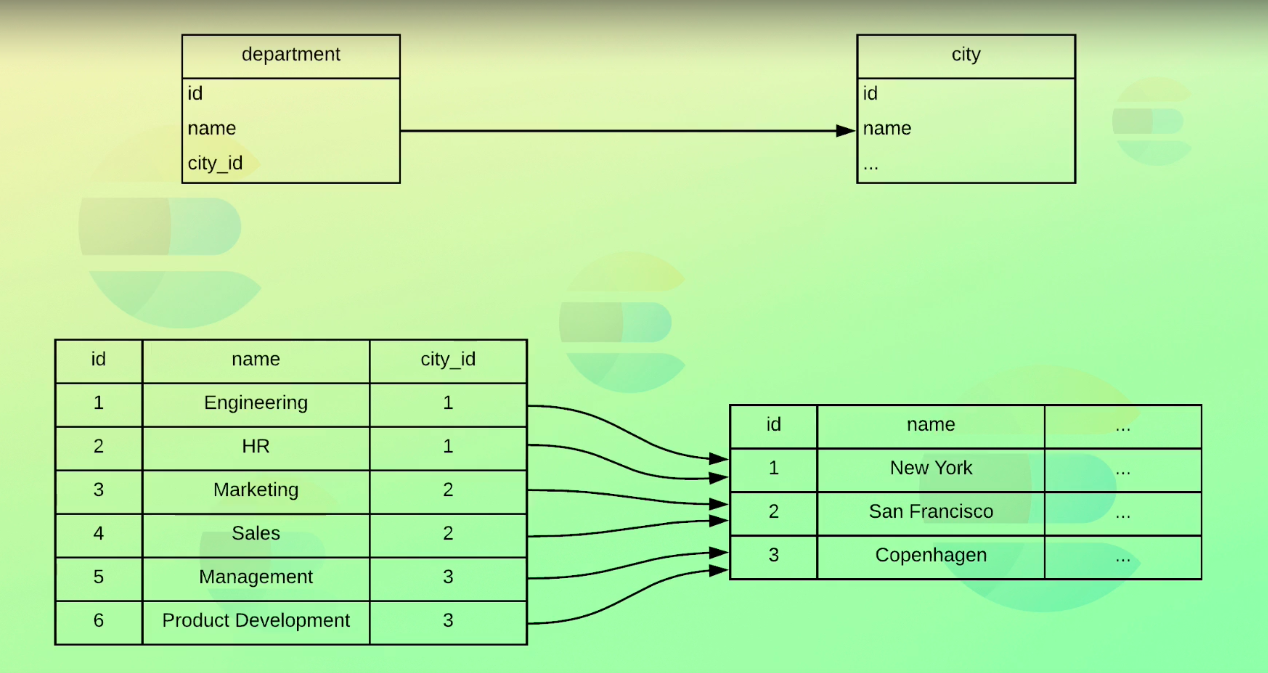 department
id
name
city_id
city
id
name
...
id name city_id
1 Engineering 1
2 HR 1
3 Marketing 2
4 Sales 2
5 Management 3
6 Product Development 3
id name ...
1 New York ...
2 San Francisco ...
3 Copenhagen ...